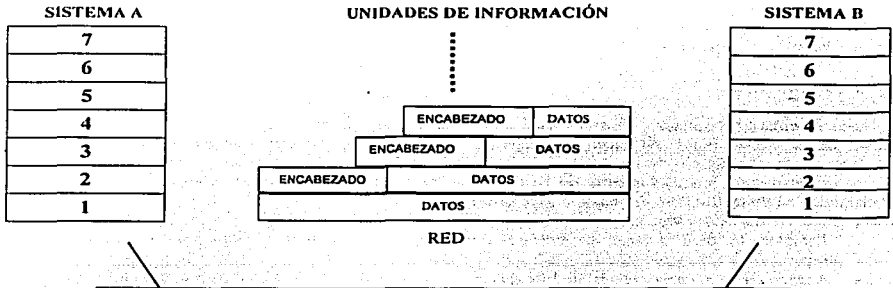 SISTEMA A UNIDADES DE INFORMACIÓN SISTEMA B
7 7
6 6
5 5
4 ENCABEZADO DATOS 4
3 ENCABEZADO DATOS 3
2 ENCABEZADO DATOS 2
1 DATOS 1
RED